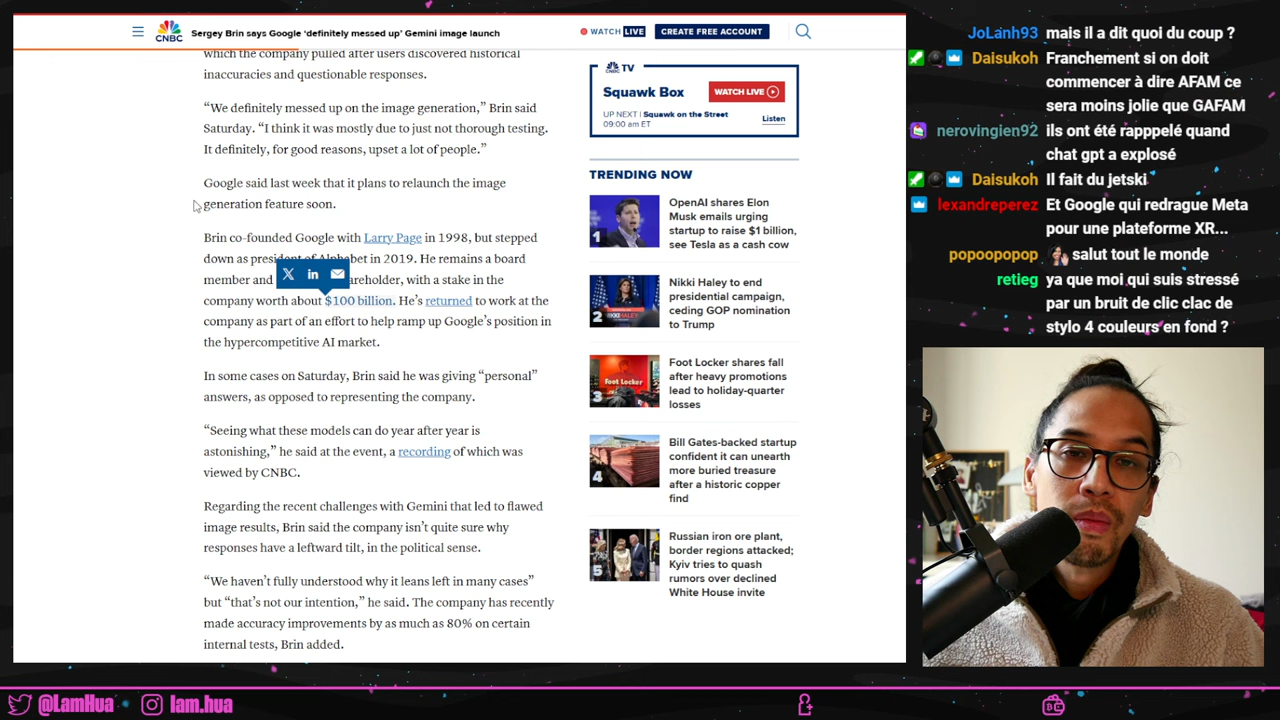 CNBC
Sergey Brin says Google ‘definitely messed up’ Gemini image launch
WATCH LIVE
CREATE FREE ACCOUNT
which the company pulled after users discovered historical
inaccuracies and questionable responses.
“We definitely messed up on the image generation,” Brin said
Saturday. “I think it was mostly due to just not thorough testing.
It definitely, for good reasons, upset a lot of people.”
Google said last week that it plans to relaunch the image
generation feature soon.
Brin co-founded Google with Larry Page in 1998, but stepped
down as president of Alphabet in 2019. He remains a board
member and areholder, with a stake in the
company worth about $100 billion. He’s returned to work at the
company as part of an effort to help ramp up Google’s position in
the hypercompetitive AI market.
In some cases on Saturday, Brin said he was giving “personal”
answers, as opposed to representing the company.
“Seeing what these models can do year after year is
astonishing,” he said at the event, a recording of which was
viewed by CNBC.
Regarding the recent challenges with Gemini that led to flawed
image results, Brin said the company isn’t quite sure why
responses have a leftward tilt, in the political sense.
“We haven’t fully understood why it leans left in many cases”
but “that’s not our intention,” he said. The company has recently
made accuracy improvements by as much as 80% on certain
internal tests, Brin added.
X in
TV
Squawk Box
WATCH LIVE
UP NEXT | Squawk on the Street
09:00 am ET
Listen
TRENDING NOW
1
OpenAI shares Elon
Musk emails urging
startup to raise $1 billion,
see Tesla as a cash cow
2
Nikki Haley to end
presidential campaign,
ceding GOP nomination
to Trump
Foot Locker
3
Foot Locker shares fall
after heavy promotions
lead to holiday-quarter
losses
4
Bill Gates-backed startup
confident it can unearth
more buried treasure
after a historic copper
find
5
Russian iron ore plant,
border regions attacked;
Kyiv tries to quash
rumors over declined
White House invite
JoLanh93 mais il a dit quoi du coup ?
Daisukoh Franchement si on doit
commencer à dire AFAM ce
sera moins jolie que GAFAM
nerovingien92 ils ont été rapppelé quand
chat gpt a explosé
Daisukoh Il fait du jetski
lexandreperez Et Google qui redrague Meta
pour une plateforme XR...
popoopopop salut tout le monde
retieg ya que moi qui suis stressé
par un bruit de clic clac de
stylo 4 couleurs en fond ?
@LamHua
lam.hua